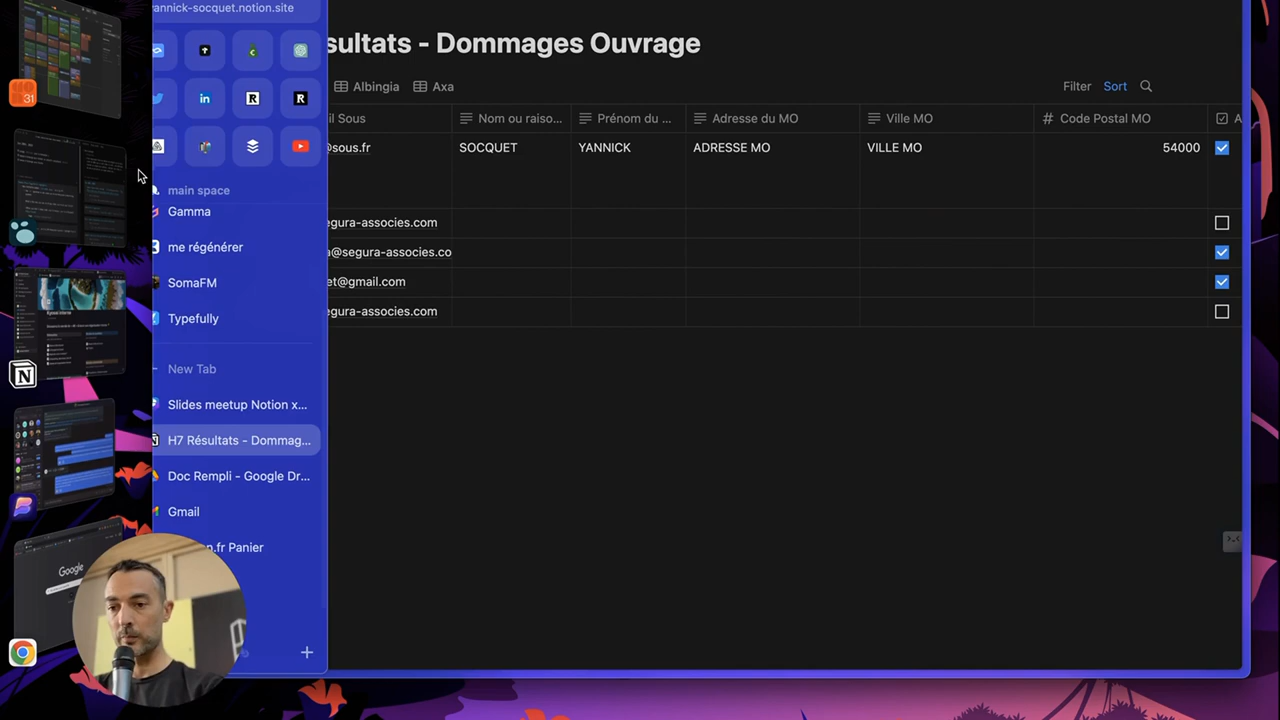 yannick-socquet.notion.site
sultats - Dommages Ouvrage
Albingia
Axa
Filter
Sort
il Sous
Nom ou raiso...
Prénom du ...
Adresse du MO
Ville MO
# Code Postal MO
A
@sous.fr
SOCQUET
YANNICK
ADRESSE MO
VILLE MO
54000
egura-associes.com
a@segura-associes.co
et@gmail.com
egura-associes.com
main space
Gamma
me régénérer
SomaFM
Typefully
New Tab
Slides meetup Notion x...
H7 Résultats - Dommag...
Doc Rempli - Google Dr...
Gmail
n.fr Panier
31
Google